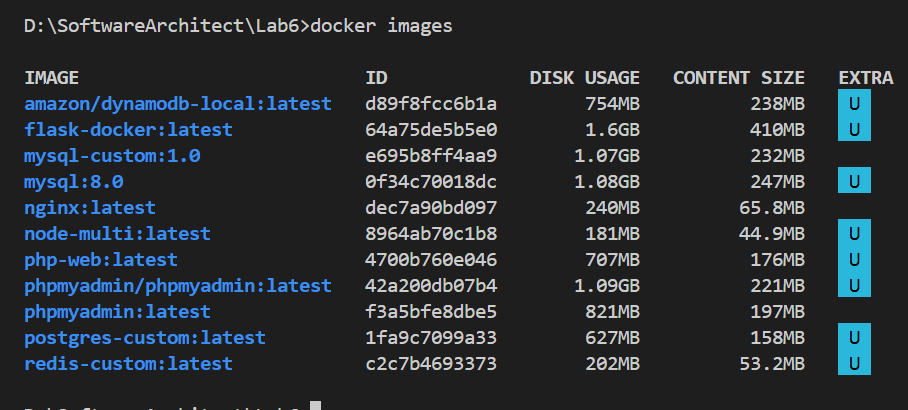 D:\SoftwareArchitect\Lab6>docker images
IMAGE ID DISK USAGE CONTENT SIZE EXTRA
amazon/dynamodb-local:latest d89f8fcc6b1a 754MB 238MB U
flask-docker:latest 64a75de5b5e0 1.6GB 410MB U
mysql-custom:1.0 e695b8ff4aa9 1.07GB 232MB
mysql:8.0 0f34c70018dc 1.08GB 247MB U
nginx:latest dec7a90bd097 240MB 65.8MB
node-multi:latest 8964ab70c1b8 181MB 44.9MB U
php-web:latest 4700b760e046 707MB 176MB U
phpmyadmin/phpmyadmin:latest 42a200db07b4 1.09GB 221MB U
phpmyadmin:latest f3a5bfe8dbe5 821MB 197MB
postgres-custom:latest 1fa9c7099a33 627MB 158MB U
redis-custom:latest c2c7b4693373 202MB 53.2MB U